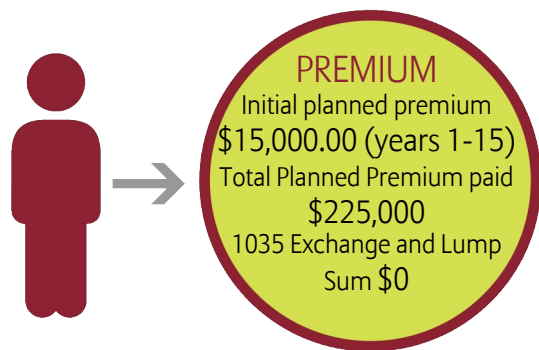 PREMIUM
Initial planned premium
$15,000.00 (years 1-15)
Total Planned Premium paid
$225,000
1035 Exchange and Lump
Sum $0